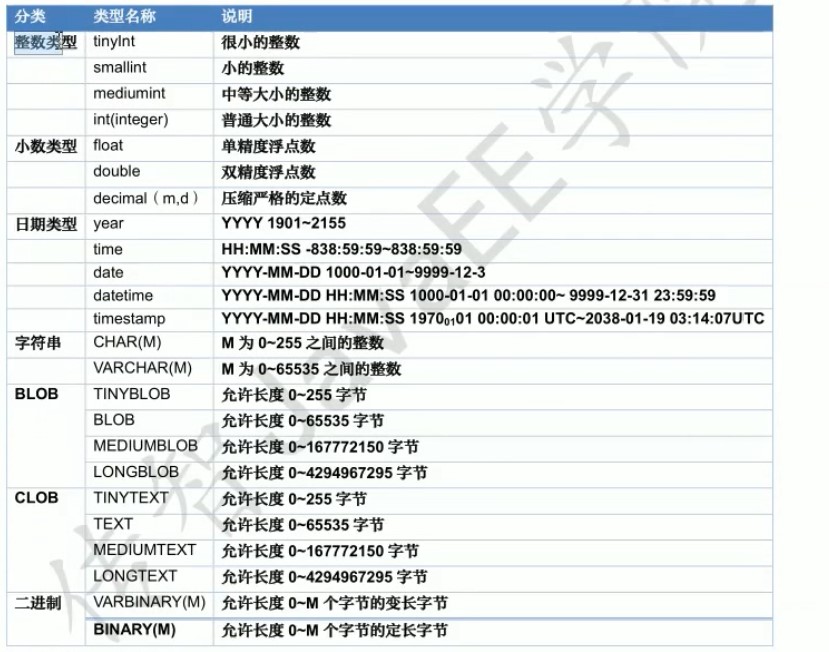 分类 类型名称 说明
整数类型 tinyInt 很小的整数
smallint 小的整数
mediumint 中等大小的整数
int(integer) 普通大小的整数
小数类型 float 单精度浮点数
double 双精度浮点数
decimal（m,d） 压缩严格的定点数
日期类型 year YYYY 1901~2155
time HH:MM:SS -838:59:59~838:59:59
date YYYY-MM-DD 1000-01-01~9999-12-3
datetime YYYY-MM-DD HH:MM:SS 1000-01-01 00:00:00~ 9999-12-31 23:59:59
timestamp YYYY-MM-DD HH:MM:SS 1970₀₁01 00:00:01 UTC~2038-01-19 03:14:07UTC
字符串 CHAR(M) M 为 0~255 之间的整数
VARCHAR(M) M 为 0~65535 之间的整数
BLOB TINYBLOB 允许长度 0~255 字节
BLOB 允许长度 0~65535 字节
MEDIUMBLOB 允许长度 0~167772150 字节
LONGBLOB 允许长度 0~4294967295 字节
CLOB TINYTEXT 允许长度 0~255 字节
TEXT 允许长度 0~65535 字节
MEDIUMTEXT 允许长度 0~167772150 字节
LONGTEXT 允许长度 0~4294967295 字节
二进制 VARBINARY(M) 允许长度 0~M 个字节的变长字节
BINARY(M) 允许长度 0~M 个字节的定长字节
传智JavaEE学院